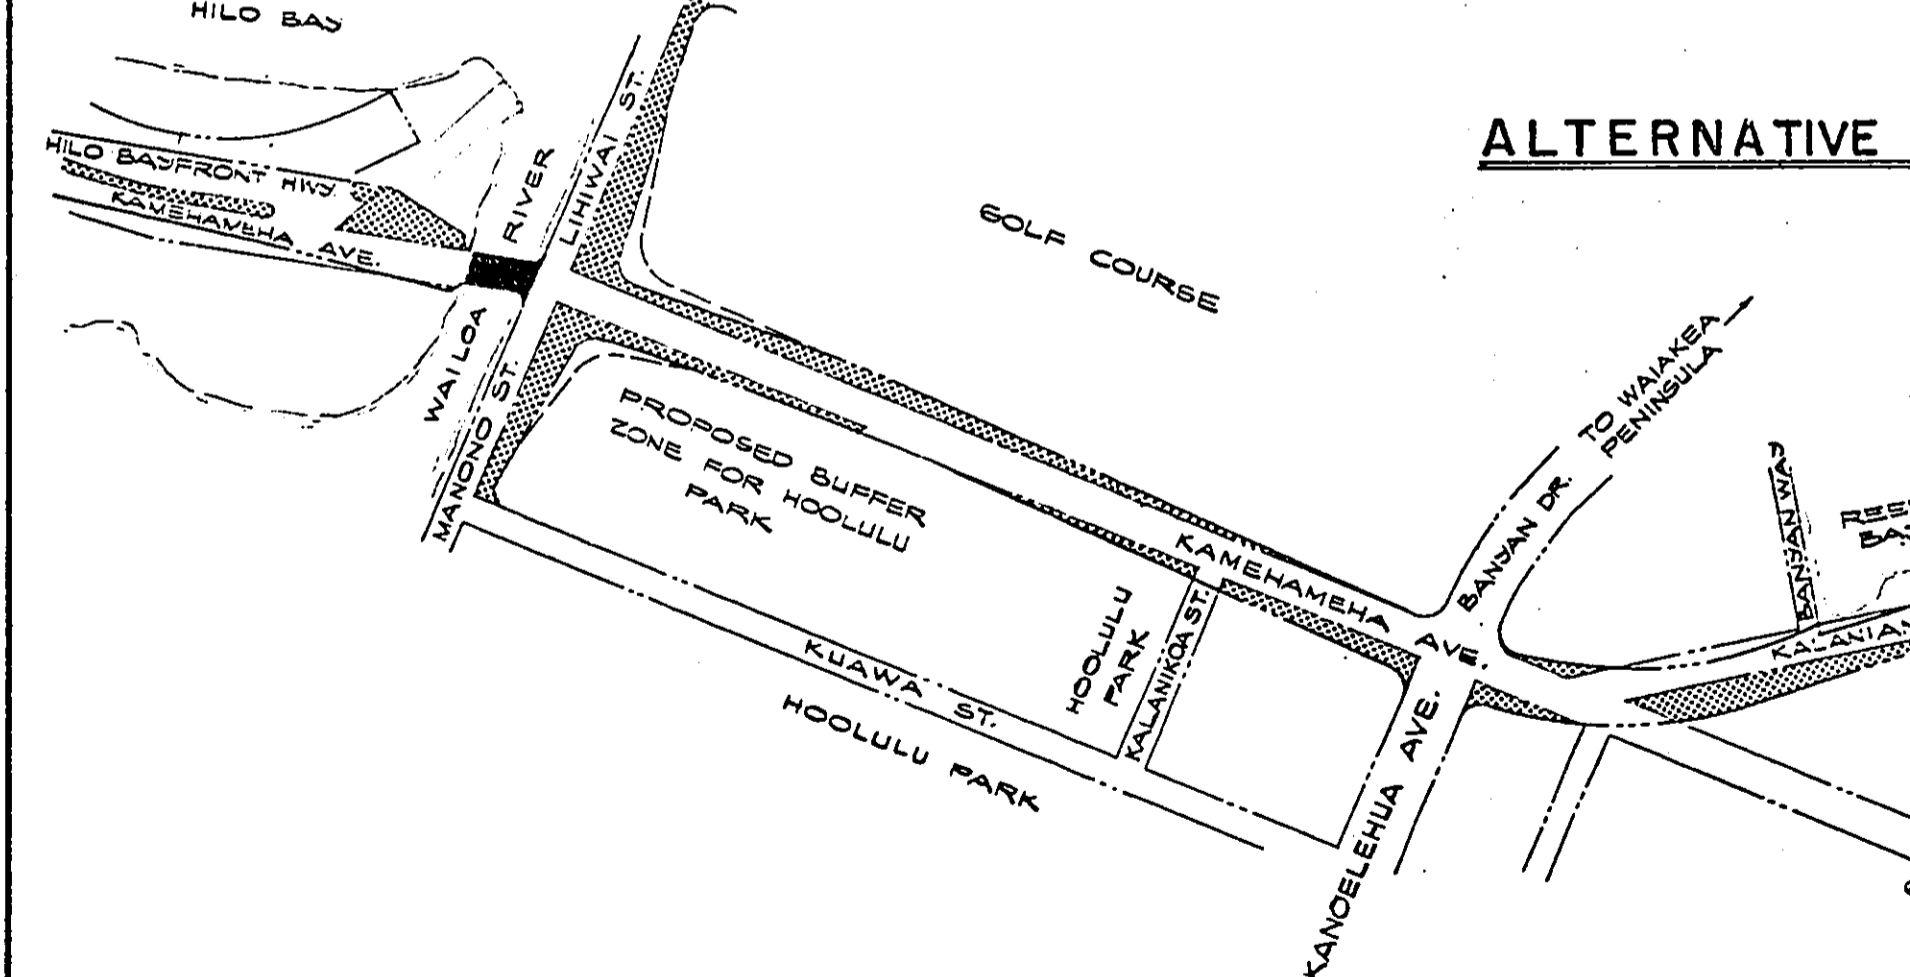 HILO BAY
ALTERNATIVE
HILO BAYFRONT HWY.
KAMEHAMEHA AVE.
WAILOA RIVER
LIHIWAI ST.
GOLF COURSE
MANONO ST.
PROPOSED BUFFER
ZONE FOR HOOLULU
PARK
TO WAIAKEA
PENINSULA
BANYAN DR.
BANYAN WAY
KAMEHAMEHA AVE.
HOOLULU
PARK
KALANIKOA ST.
KUAWA ST.
HOOLULU PARK
KANOELEHUA AVE.